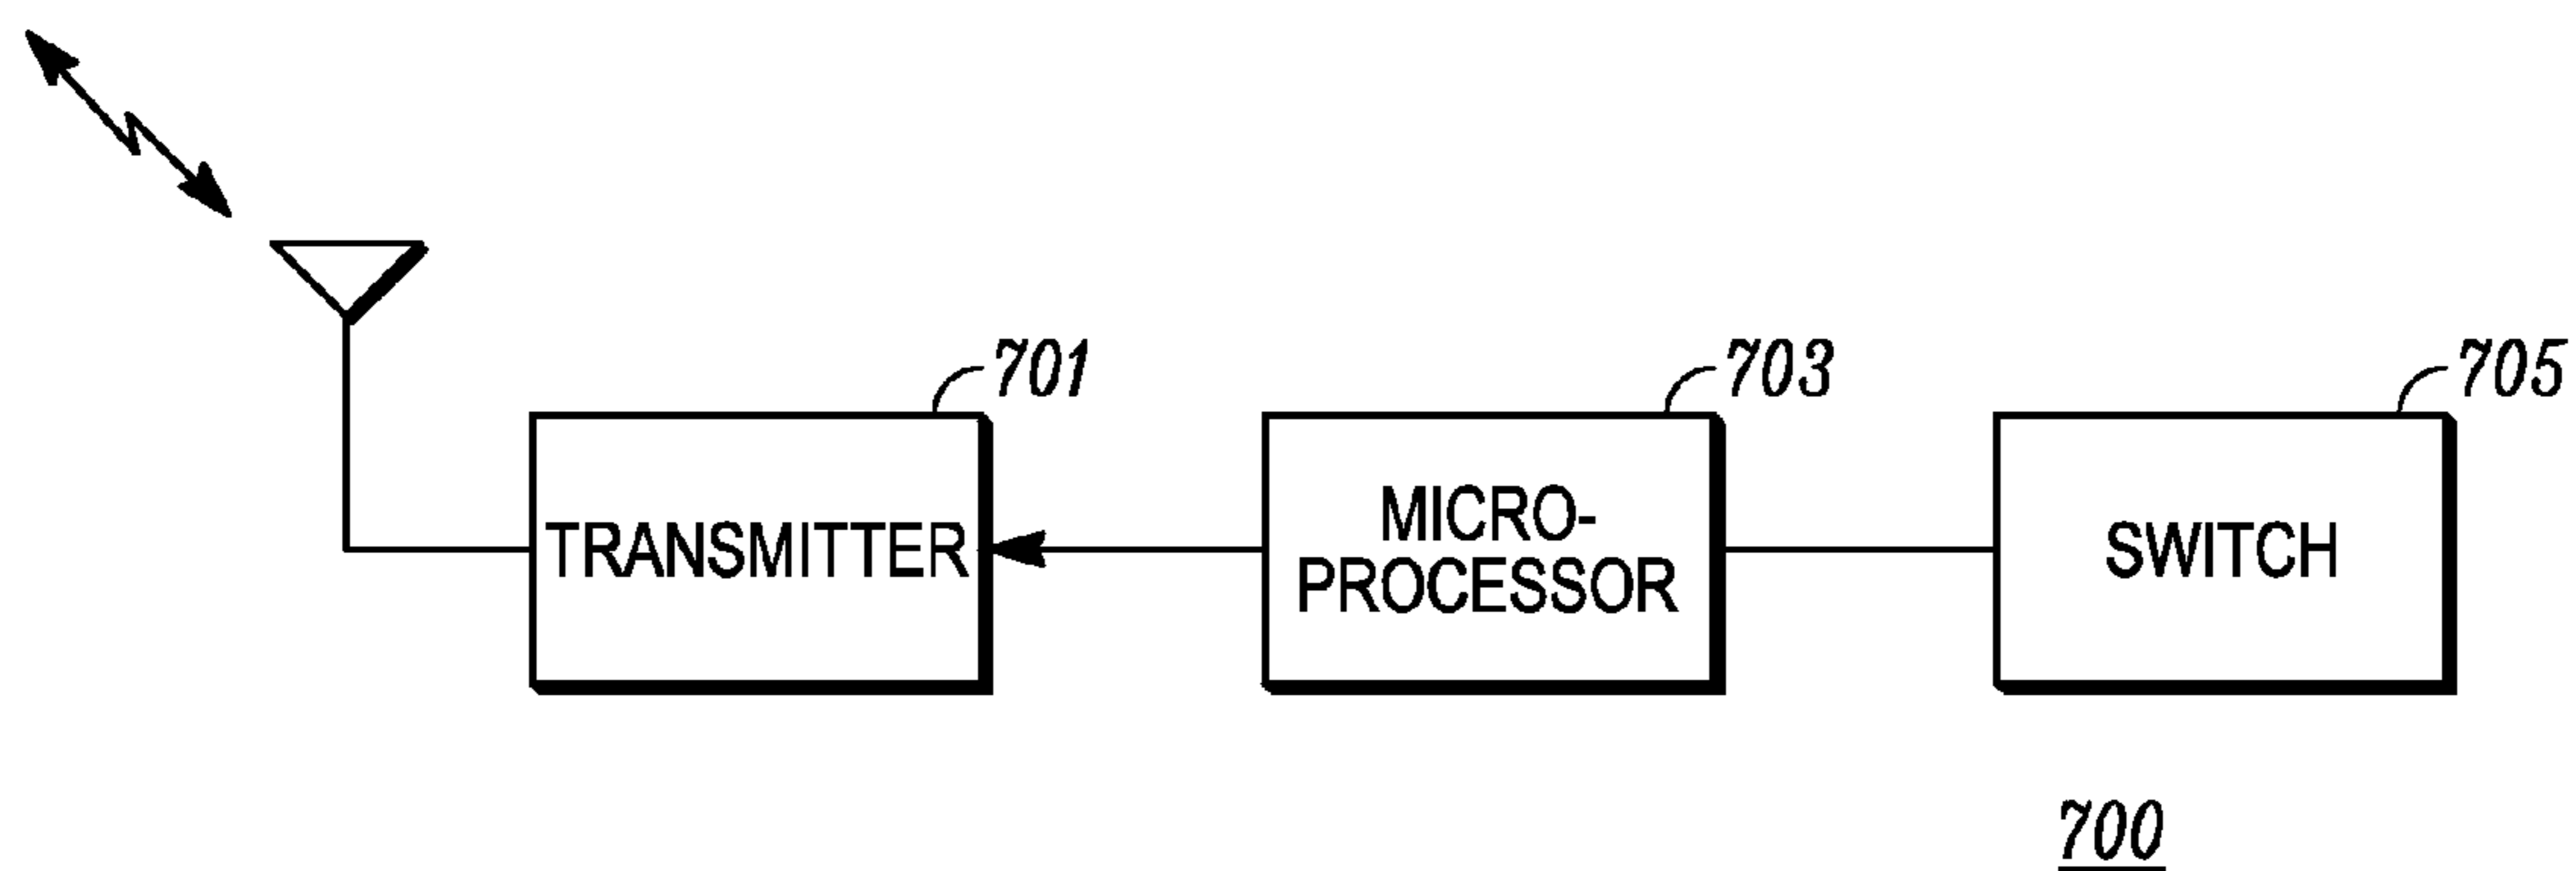 701
703
705
TRANSMITTER
MICRO-
PROCESSOR
SWITCH
700